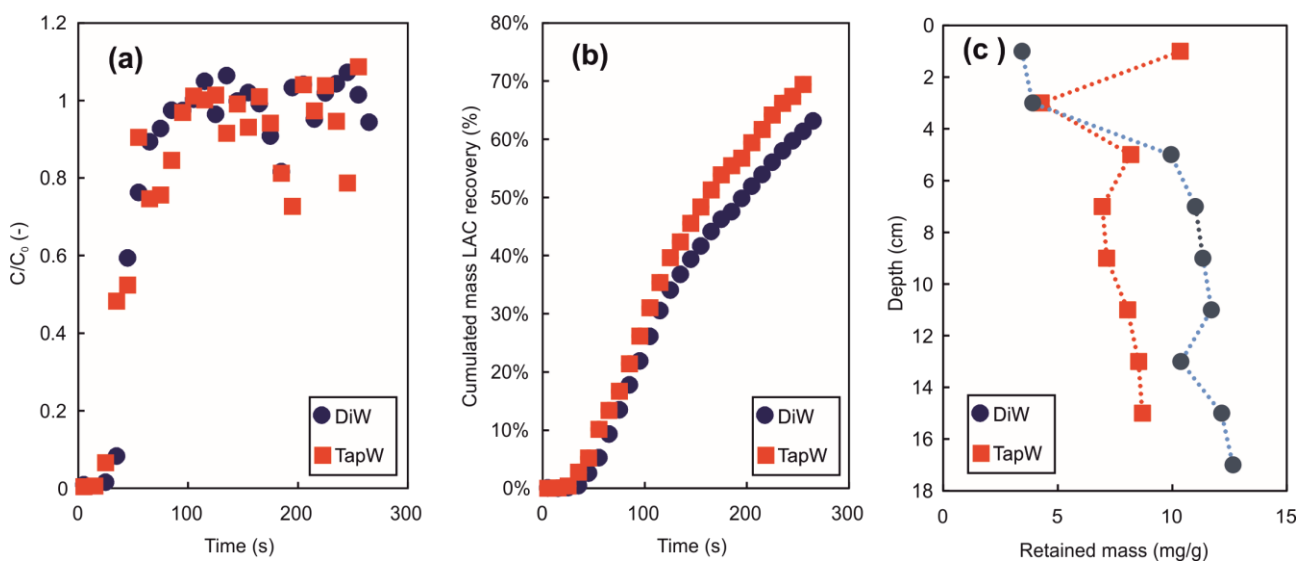 (a)
1.2
1
0.8
0.6
0.4
0.2
0
C/C₀ (-)
0
100
200
300
Time (s)
DiW
TapW
(b)
80%
70%
60%
50%
40%
30%
20%
10%
0%
Cumulated mass LAC recovery (%)
0
100
200
300
Time (s)
DiW
TapW
(c)
0
2
4
6
8
10
12
14
16
18
Depth (cm)
0
5
10
15
Retained mass (mg/g)
DiW
TapW